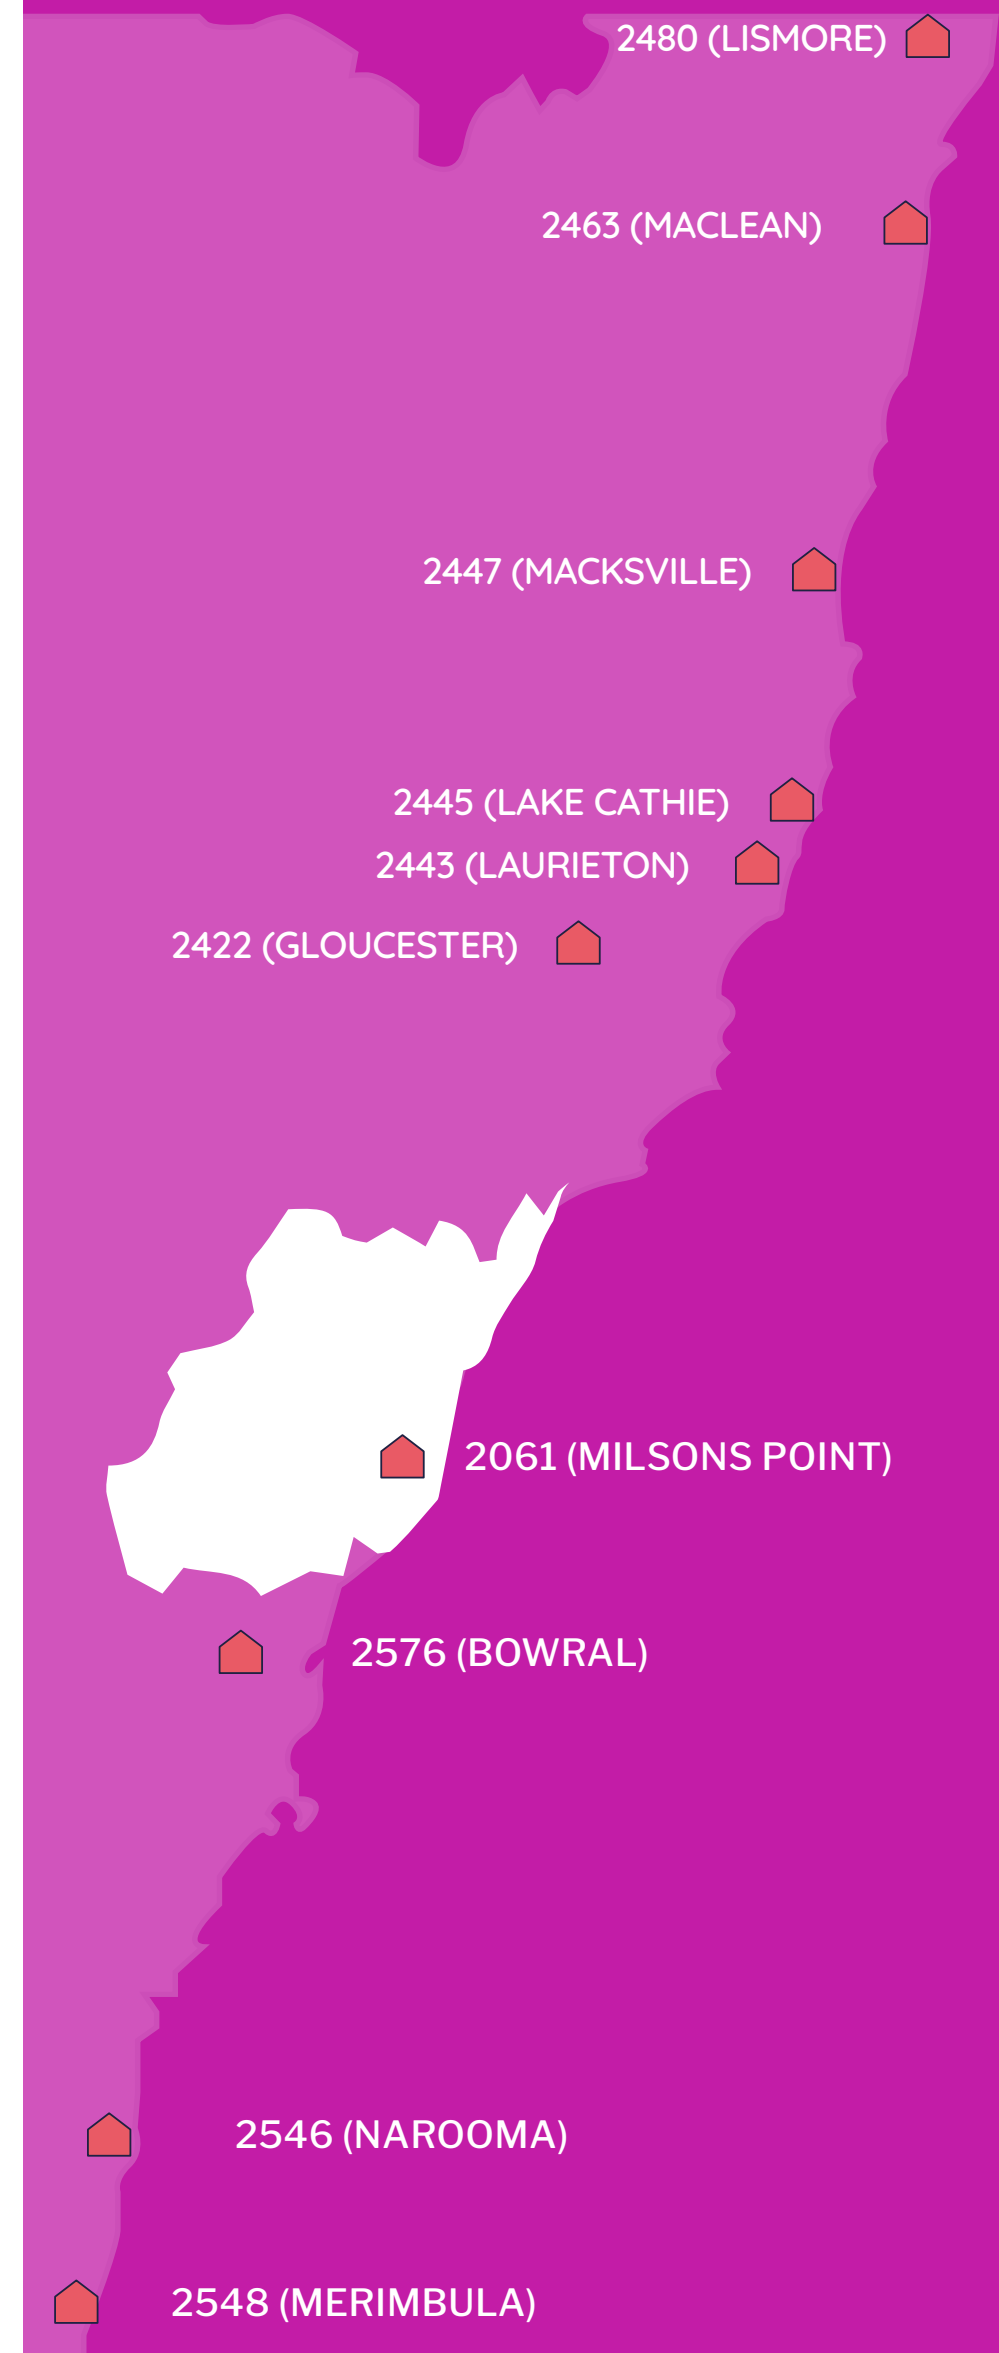 2480 (LISMORE)
2463 (MACLEAN)
2447 (MACKSVILLE)
2445 (LAKE CATHIE)
2443 (LAURIETON)
2422 (GLOUCESTER)
2061 (MILSONS POINT)
2576 (BOWRAL)
2546 (NAROOMA)
2548 (MERIMBULA)